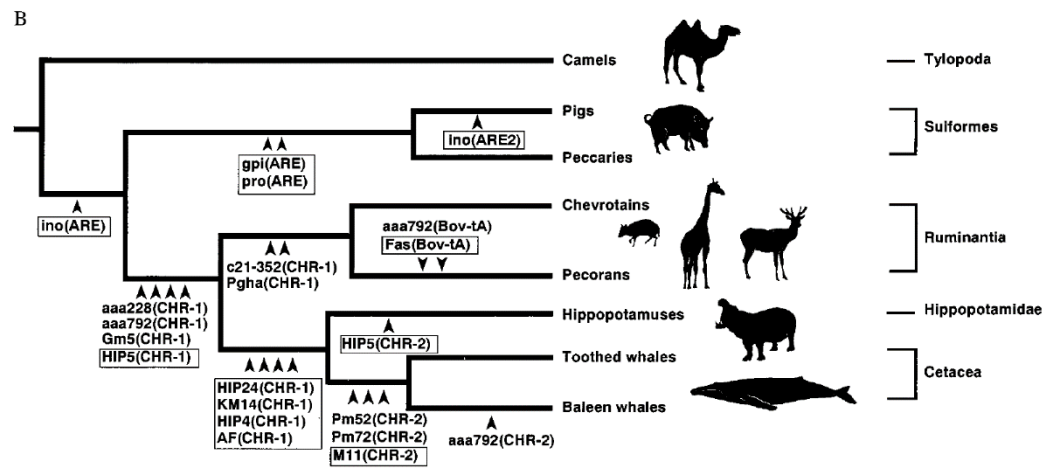 B
Camels
Tylopoda
Pigs
ino(ARE2)
Suiformes
gpi(ARE)
pro(ARE)
Peccaries
ino(ARE)
Chevrotains
aaa792(Bov-tA)
Fas(Bov-tA)
Ruminantia
c21-352(CHR-1)
Pgha(CHR-1)
Pecorans
aaa228(CHR-1)
aaa792(CHR-1)
Gm5(CHR-1)
HIP5(CHR-1)
Hippopotamuses
Hippopotamidae
HIP5(CHR-2)
Toothed whales
Cetacea
HIP24(CHR-1)
KM14(CHR-1)
HIP4(CHR-1)
AF(CHR-1)
Baleen whales
Pm52(CHR-2)
Pm72(CHR-2)
M11(CHR-2)
aaa792(CHR-2)